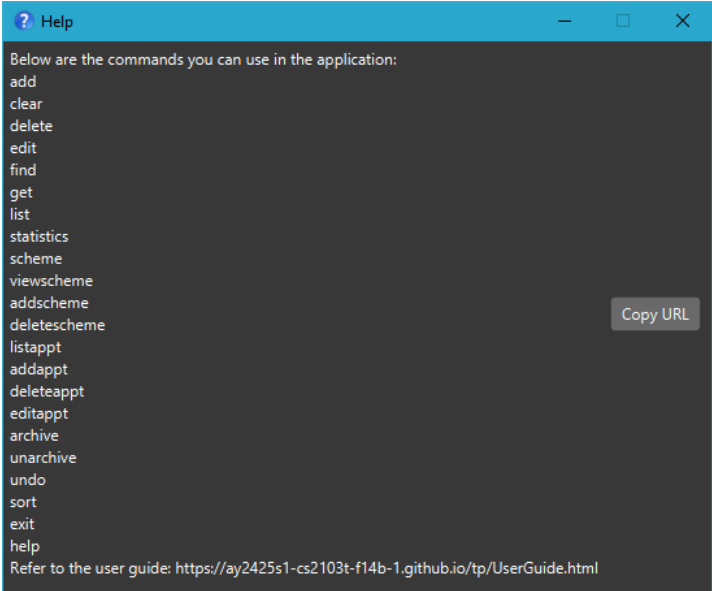 Help
Below are the commands you can use in the application:
add
clear
delete
edit
find
get
list
statistics
scheme
viewscheme
addscheme
deletescheme
listappt
addappt
deleteappt
editappt
archive
unarchive
undo
sort
exit
help
Refer to the user guide: https://ay2425s1-cs2103t-f14b-1.github.io/tp/UserGuide.html
Copy URL